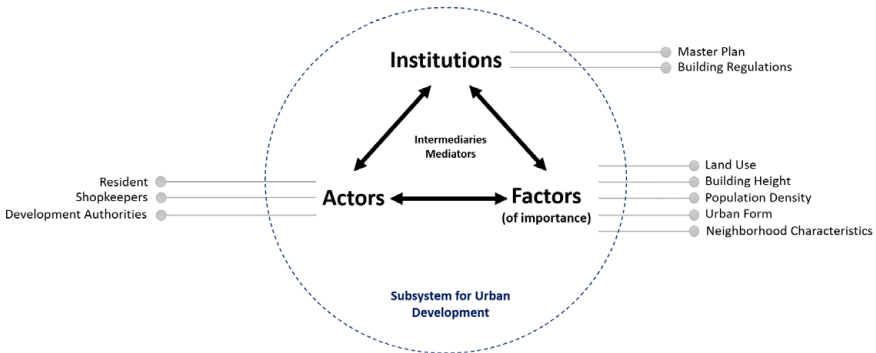 Institutions
Master Plan
Building Regulations
Intermediaries
Mediators
Resident
Shopkeepers
Development Authorities
Actors
Factors
(of importance)
Land Use
Building Height
Population Density
Urban Form
Neighborhood Characteristics
Subsystem for Urban
Development